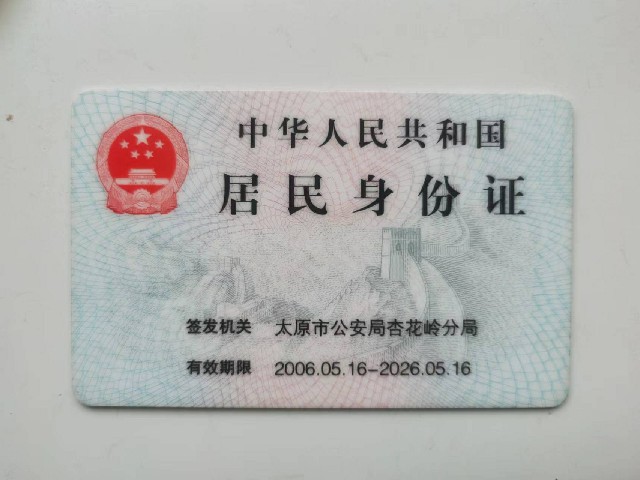 中华人民共和国
居民身份证
签发机关 太原市公安局杏花岭分局
有效期限 2006.05.16-2026.05.16